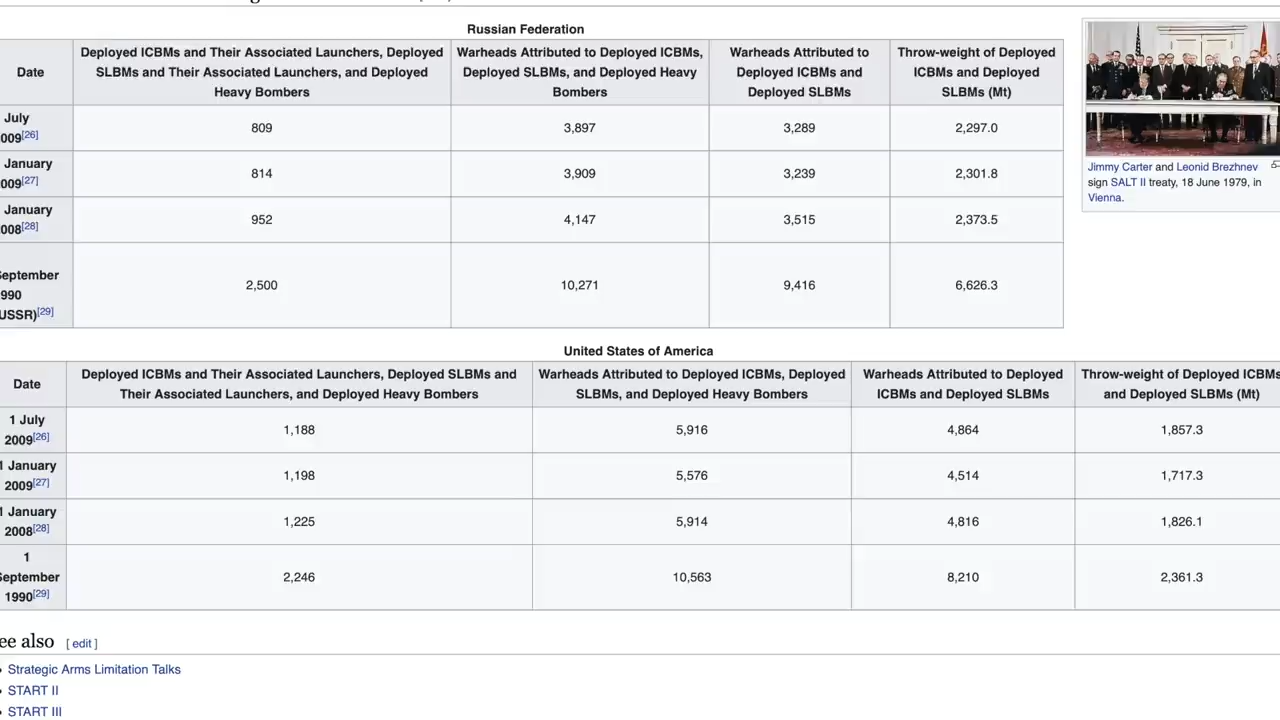 Russian Federation
Date
Deployed ICBMs and Their Associated Launchers, Deployed
SLBMs and Their Associated Launchers, and Deployed
Heavy Bombers
Warheads Attributed to Deployed ICBMs,
Deployed SLBMs, and Deployed Heavy
Bombers
Warheads Attributed to
Deployed ICBMs and
Deployed SLBMs
Throw-weight of Deployed
ICBMs and Deployed
SLBMs (Mt)
July
009[26]
809
3,897
3,289
2,297.0
January
009[27]
814
3,909
3,239
2,301.8
January
008[28]
952
4,147
3,515
2,373.5
September
990
USSR)[29]
2,500
10,271
9,416
6,626.3
Jimmy Carter and Leonid Brezhnev
sign SALT II treaty, 18 June 1979, in
Vienna.
United States of America
Date
Deployed ICBMs and Their Associated Launchers, Deployed SLBMs and
Their Associated Launchers, and Deployed Heavy Bombers
Warheads Attributed to Deployed ICBMs, Deployed
SLBMs, and Deployed Heavy Bombers
Warheads Attributed to Deployed
ICBMs and Deployed SLBMs
Throw-weight of Deployed ICBMs
and Deployed SLBMs (Mt)
1 July
2009[26]
1,188
5,916
4,864
1,857.3
1 January
2009[27]
1,198
5,576
4,514
1,717.3
1 January
2008[28]
1,225
5,914
4,816
1,826.1
1
September
1990[29]
2,246
10,563
8,210
2,361.3
ee also [ edit ]
Strategic Arms Limitation Talks
START II
START III